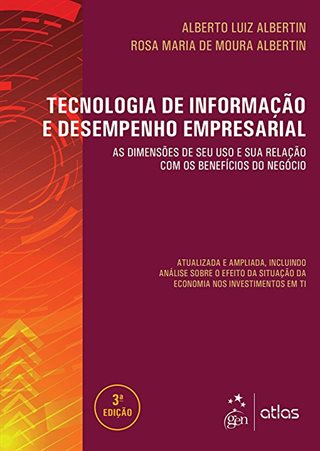 ALBERTO LUIZ ALBERTIN
ROSA MARIA DE MOURA ALBERTIN
TECNOLOGIA DE INFORMAÇÃO
E DESEMPENHO EMPRESARIAL
AS DIMENSÕES DE SEU USO E SUA RELAÇÃO
COM OS BENEFÍCIOS DO NEGÓCIO
ATUALIZADA E AMPLIADA, INCLUINDO
ANÁLISE SOBRE O EFEITO DA SITUAÇÃO DA
ECONOMIA NOS INVESTIMENTOS EM TI
3ª
EDIÇÃO
gen
atlas